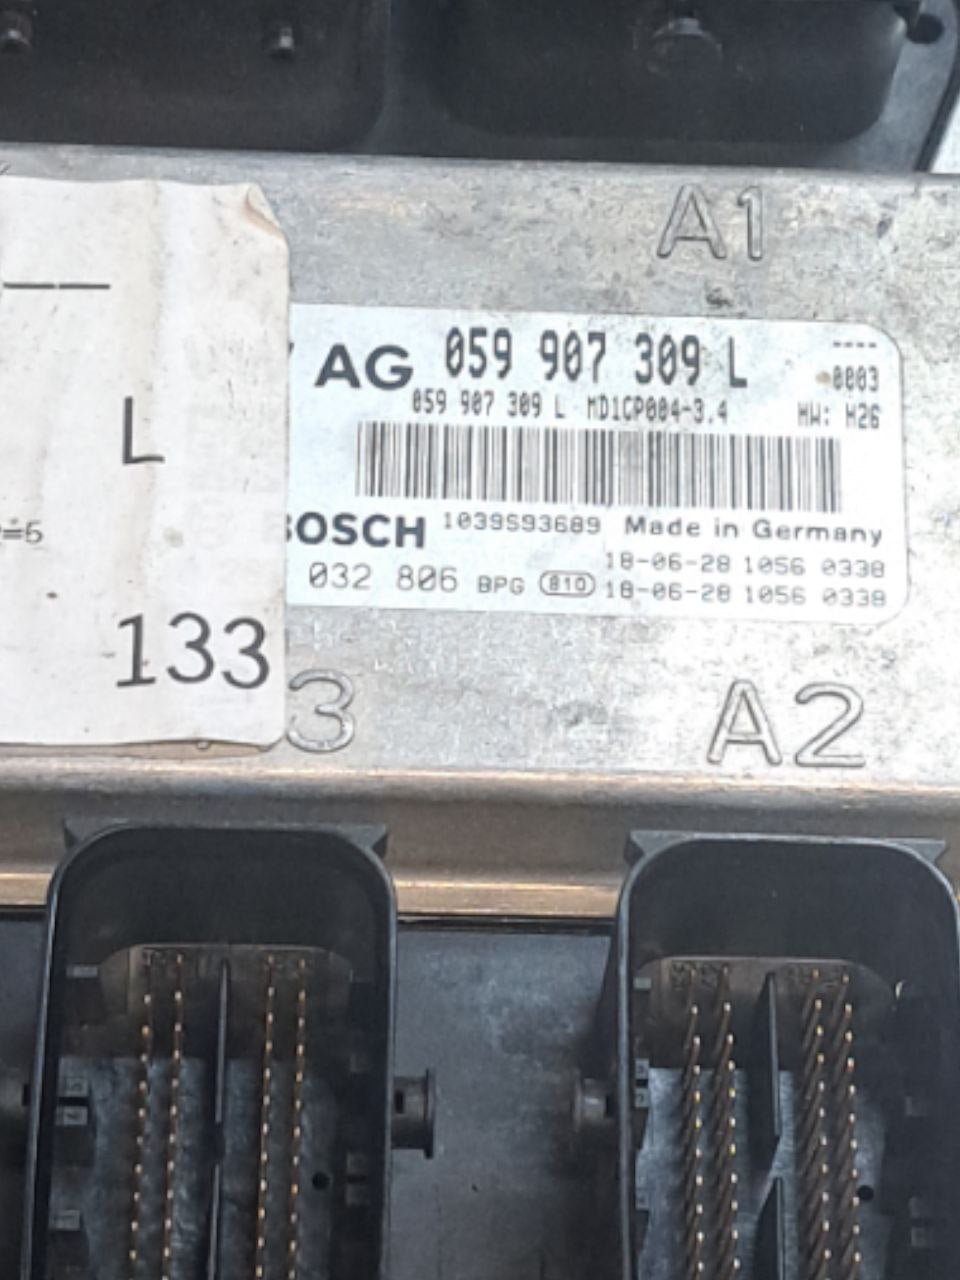 A1
AG 059 907 309 L
----
0003
059 907 309 L MD1CP004-3.4 HW: H26
L
BOSCH 1039S93689 Made in Germany
=5
18-06-28 1056 0338
032 806 BPG 810 18-06-28 1056 0338
133
3
A2